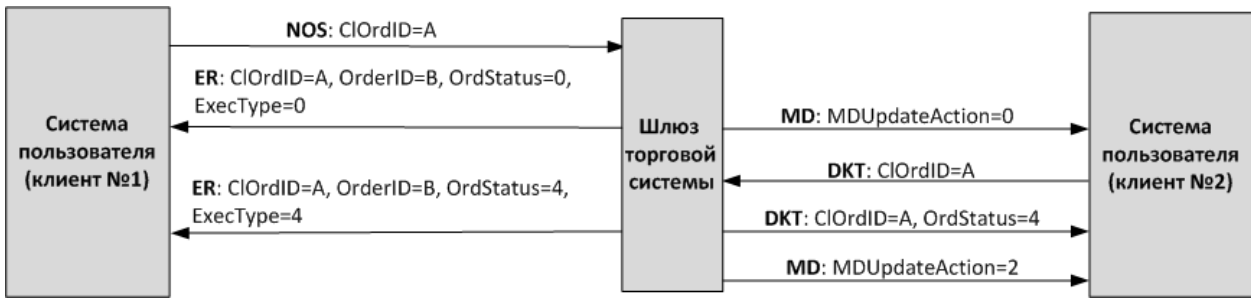 Система
пользователя
(клиент №1)
NOS: ClOrdID=A
ER: ClOrdID=A, OrderID=B, OrdStatus=0,
ExecType=0
ER: ClOrdID=A, OrderID=B, OrdStatus=4,
ExecType=4
Шлюз
торговой
системы
MD: MDUpdateAction=0
DKT: ClOrdID=A
DKT: ClOrdID=A, OrdStatus=4
MD: MDUpdateAction=2
Система
пользователя
(клиент №2)